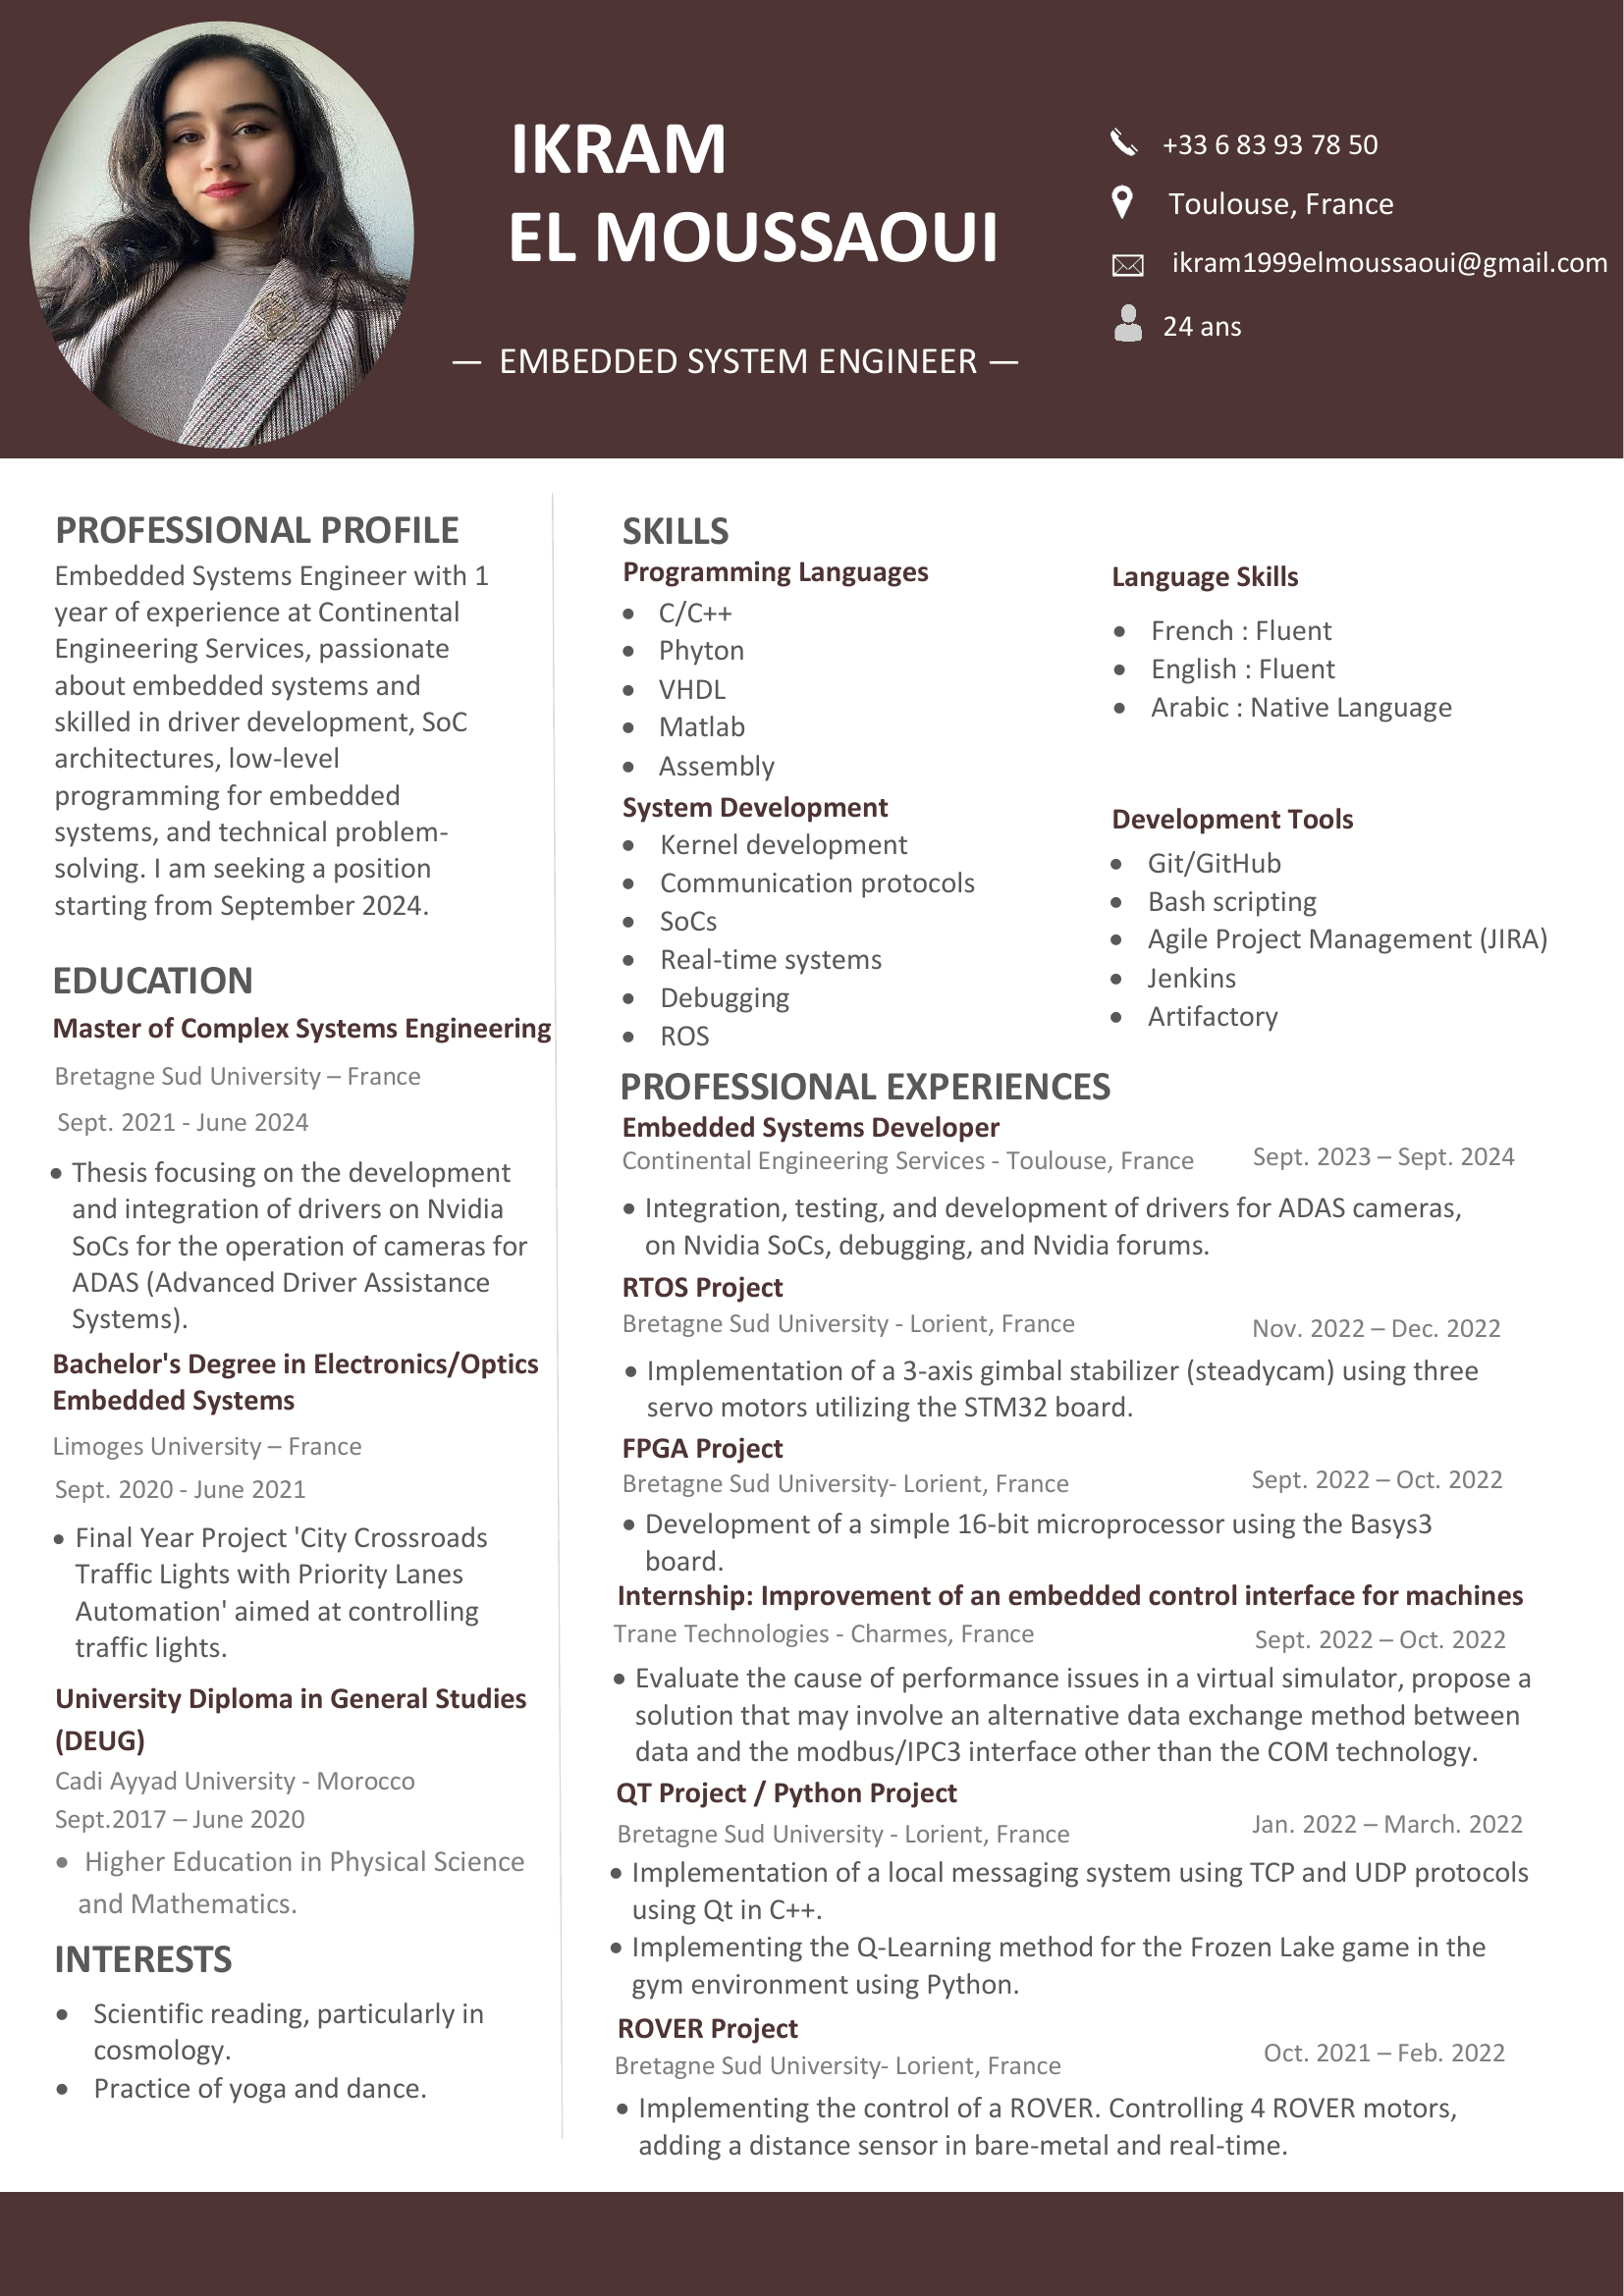 IKRAM
EL MOUSSAOUI
— EMBEDDED SYSTEM ENGINEER —
+33 6 83 93 78 50
Toulouse, France
ikram1999elmoussaoui@gmail.com
24 ans
PROFESSIONAL PROFILE
Embedded Systems Engineer with 1
year of experience at Continental
Engineering Services, passionate
about embedded systems and
skilled in driver development, SoC
architectures, low-level
programming for embedded
systems, and technical problem-
solving. I am seeking a position
starting from September 2024.
EDUCATION
Master of Complex Systems Engineering
Bretagne Sud University – France
Sept. 2021 - June 2024
• Thesis focusing on the development
and integration of drivers on Nvidia
SoCs for the operation of cameras for
ADAS (Advanced Driver Assistance
Systems).
Bachelor's Degree in Electronics/Optics
Embedded Systems
Limoges University – France
Sept. 2020 - June 2021
• Final Year Project 'City Crossroads
Traffic Lights with Priority Lanes
Automation' aimed at controlling
traffic lights.
University Diploma in General Studies
(DEUG)
Cadi Ayyad University - Morocco
Sept.2017 – June 2020
• Higher Education in Physical Science
and Mathematics.
INTERESTS
• Scientific reading, particularly in
cosmology.
• Practice of yoga and dance.
SKILLS
Programming Languages
• C/C++
• Phyton
• VHDL
• Matlab
• Assembly
System Development
• Kernel development
• Communication protocols
• SoCs
• Real-time systems
• Debugging
• ROS
Language Skills
• French : Fluent
• English : Fluent
• Arabic : Native Language
Development Tools
• Git/GitHub
• Bash scripting
• Agile Project Management (JIRA)
• Jenkins
• Artifactory
PROFESSIONAL EXPERIENCES
Embedded Systems Developer
Continental Engineering Services - Toulouse, France Sept. 2023 – Sept. 2024
• Integration, testing, and development of drivers for ADAS cameras,
on Nvidia SoCs, debugging, and Nvidia forums.
RTOS Project
Bretagne Sud University - Lorient, France Nov. 2022 – Dec. 2022
• Implementation of a 3-axis gimbal stabilizer (steadycam) using three
servo motors utilizing the STM32 board.
FPGA Project
Bretagne Sud University- Lorient, France Sept. 2022 – Oct. 2022
• Development of a simple 16-bit microprocessor using the Basys3
board.
Internship: Improvement of an embedded control interface for machines
Trane Technologies - Charmes, France Sept. 2022 – Oct. 2022
• Evaluate the cause of performance issues in a virtual simulator, propose a
solution that may involve an alternative data exchange method between
data and the modbus/IPC3 interface other than the COM technology.
QT Project / Python Project
Bretagne Sud University - Lorient, France Jan. 2022 – March. 2022
• Implementation of a local messaging system using TCP and UDP protocols
using Qt in C++.
• Implementing the Q-Learning method for the Frozen Lake game in the
gym environment using Python.
ROVER Project
Bretagne Sud University- Lorient, France Oct. 2021 – Feb. 2022
• Implementing the control of a ROVER. Controlling 4 ROVER motors,
adding a distance sensor in bare-metal and real-time.